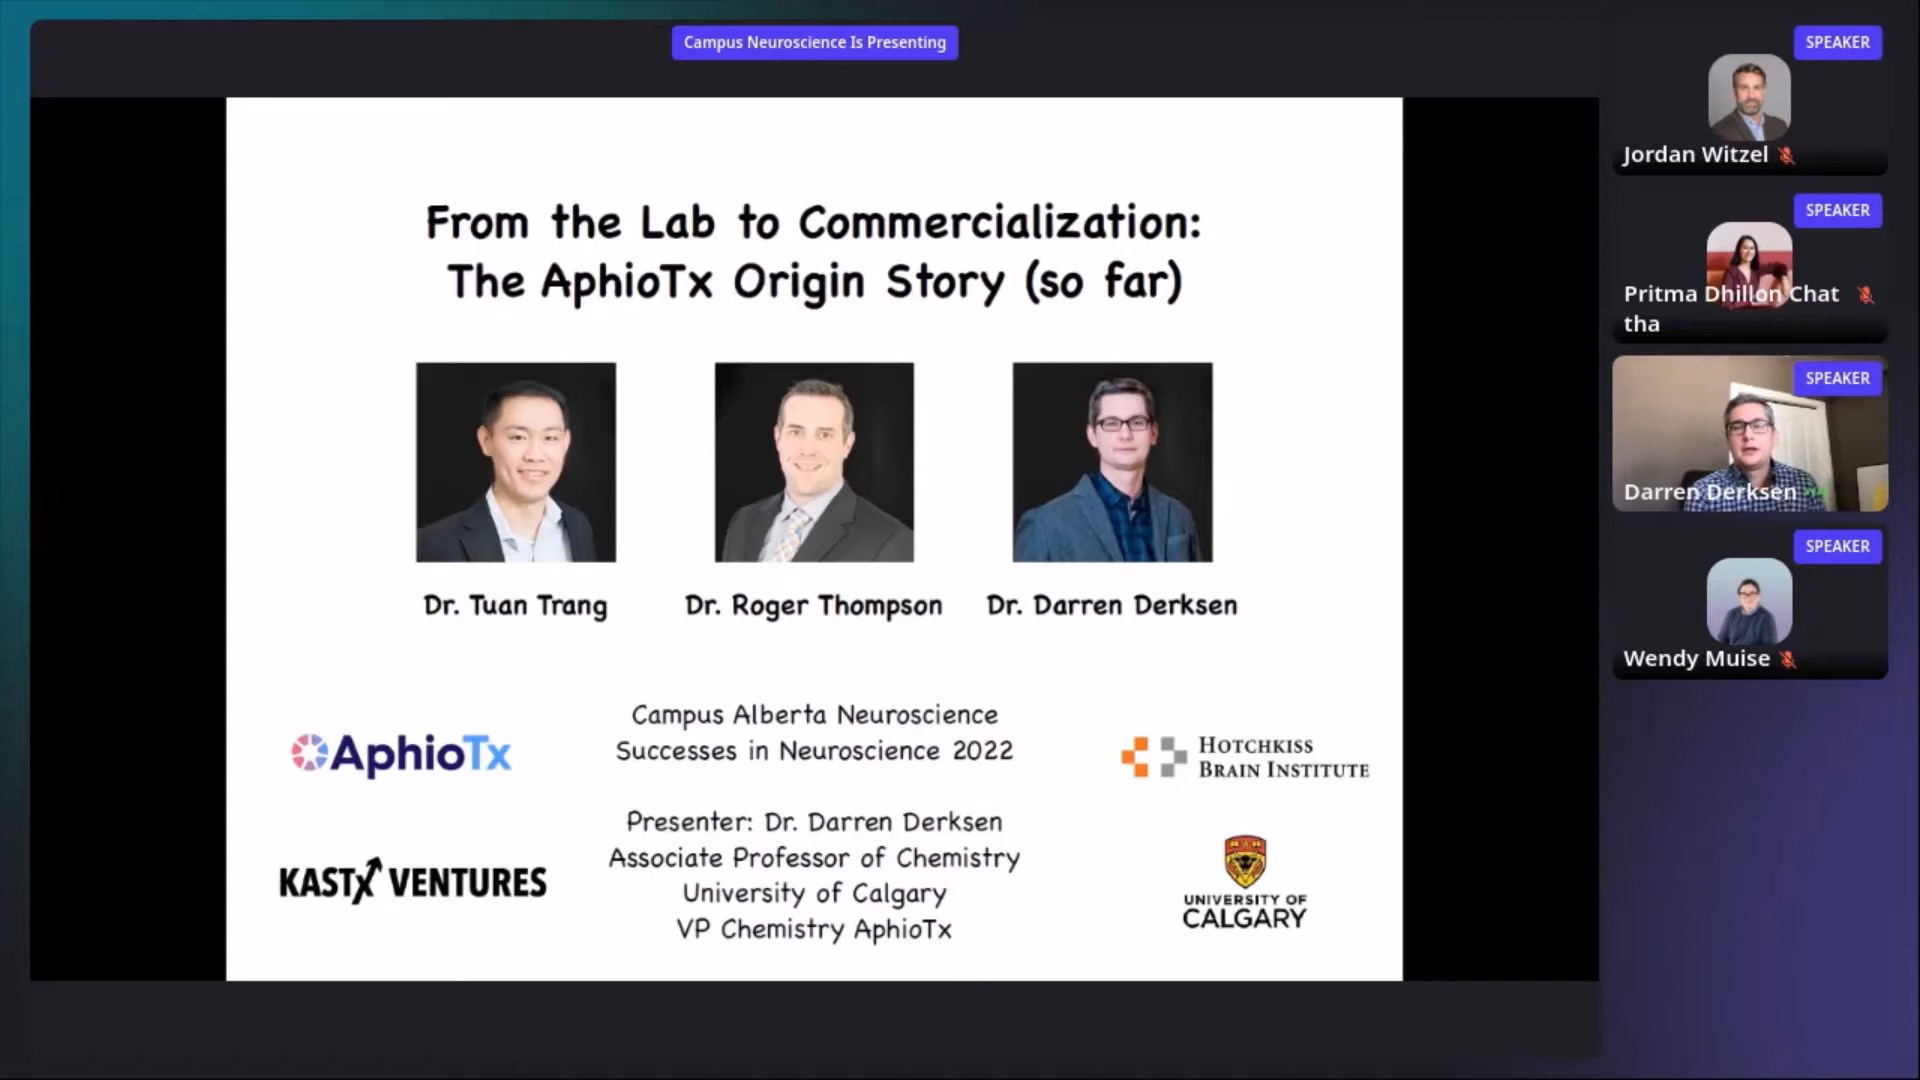 Campus Neuroscience Is Presenting
From the Lab to Commercialization:
The AphioTx Origin Story (so far)
Dr. Tuan Trang
Dr. Roger Thompson
Dr. Darren Derksen
Campus Alberta Neuroscience
Successes in Neuroscience 2022
AphioTx
HOTCHKISS
BRAIN INSTITUTE
Presenter: Dr. Darren Derksen
Associate Professor of Chemistry
University of Calgary
VP Chemistry AphioTx
KASTX VENTURES
UNIVERSITY OF
CALGARY
SPEAKER
Jordan Witzel
SPEAKER
Pritma Dhillon Chat
tha
SPEAKER
Darren Derksen
SPEAKER
Wendy Muise